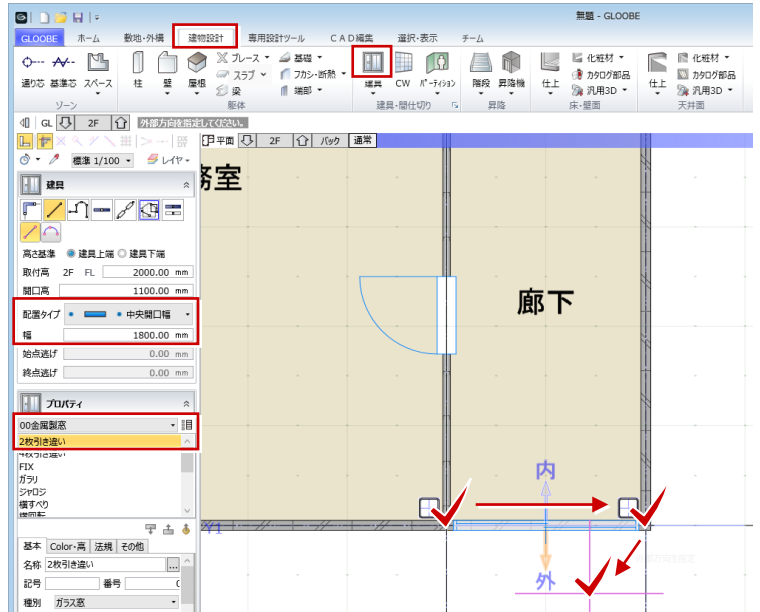 無題 - GLOOBE
GLOOBE ホーム 敷地・外構 建物設計 専用設計ツール CAD編集 選択・表示 チーム
通り芯 基準芯 スペース 柱 壁 屋根 ブレース スラブ 梁 基礎 フカシ・断熱 端部 建具 CW パーテイション 階段 昇降機 仕上 化粧材 カタログ部品 汎用3D 仕上 化粧材 カタログ部品 汎用3D
ゾーン 躯体 建具・間仕切り 昇降 床・壁面 天井面
GL 2F 外部方向を指定してください。
平面 2F バック 通常
標準 1/100 レイヤ
建具
高さ基準 建具上端 建具下端
取付高 2F FL 2000.00 mm
開口高 1100.00 mm
配置タイプ 中央開口幅
幅 1800.00 mm
始点逃げ 0.00 mm
終点逃げ 0.00 mm
プロパティ
00金属製窓
2枚引き違い
4枚引き違い
FIX
ガラリ
ジャロジ
横すべり
横回転
基本 Color・高 法規 その他
名称 2枚引き違い ...
記号 番号 0
種別 ガラス窓
務室
廊下
内
Y1
外